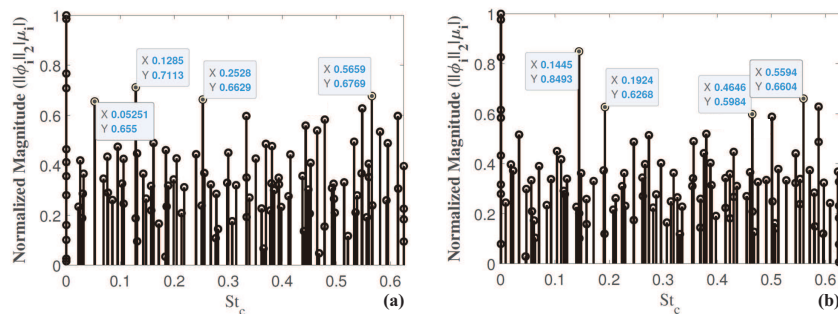 Normalized Magnitude (||ϕᵢ||₂|μᵢ|)
1
0.8
0.6
0.4
0.2
0
X 0.05251
Y 0.655
X 0.1285
Y 0.7113
X 0.2528
Y 0.6629
X 0.5659
Y 0.6769
0 0.1 0.2 0.3 0.4 0.5 0.6
St_c
(a)
Normalized Magnitude (||ϕᵢ||₂|μᵢ|)
1
0.8
0.6
0.4
0.2
0
X 0.1445
Y 0.8493
X 0.1924
Y 0.6268
X 0.4646
Y 0.5984
X 0.5594
Y 0.6604
0 0.1 0.2 0.3 0.4 0.5 0.6
St_c
(b)